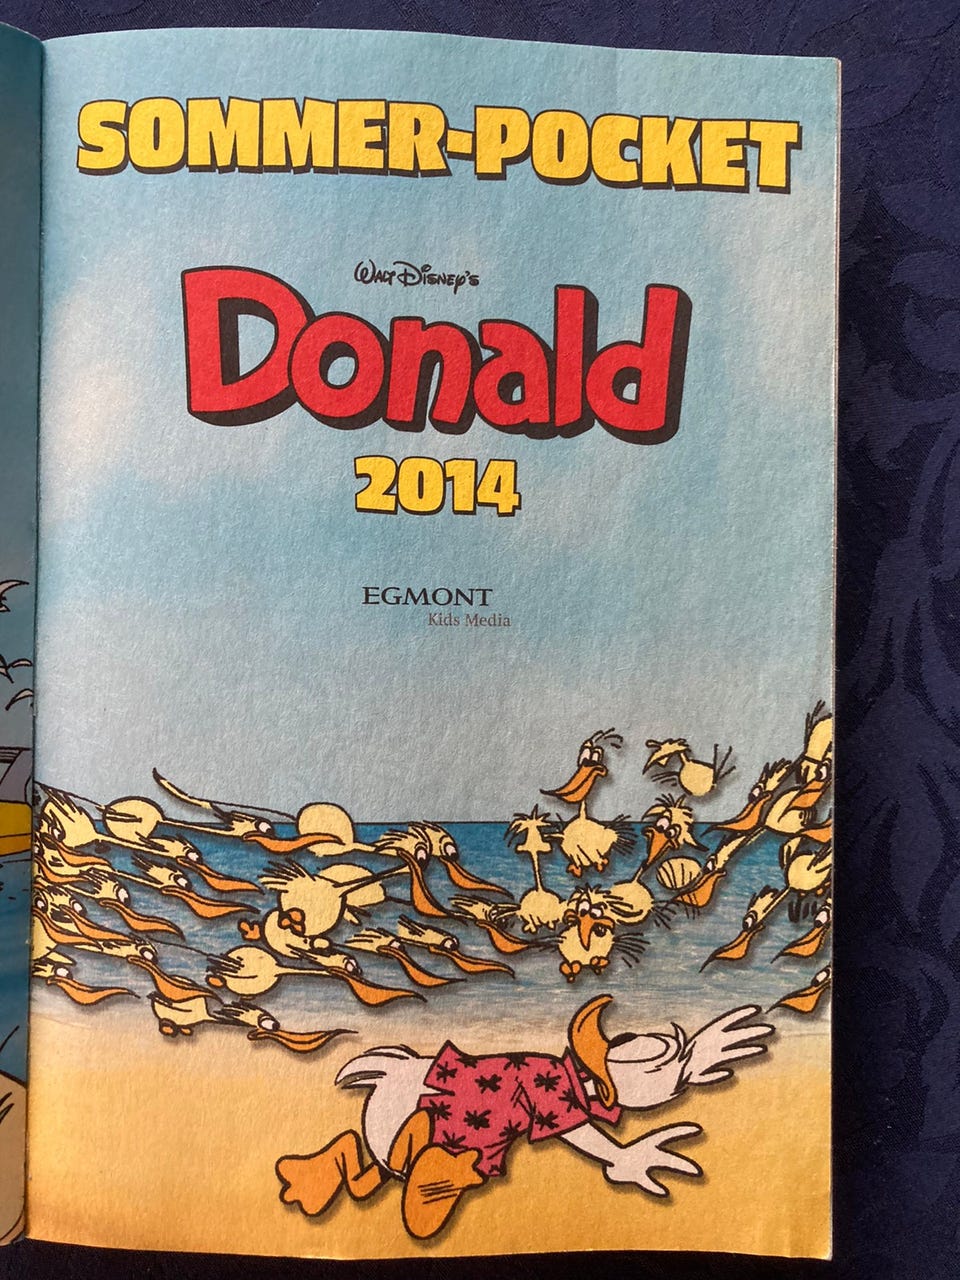 SOMMER-POCKET
WALT DISNEY'S
Donald
2014
EGMONT
Kids Media